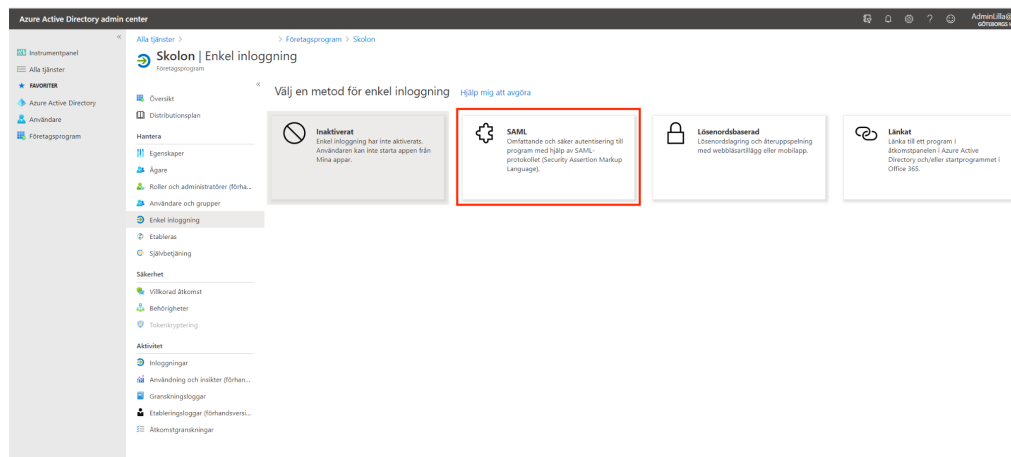 Azure Active Directory admin center
AdminLilla@
GÖTEBORGS
«
Instrumentpanel
Alla tjänster
FAVORITER
Azure Active Directory
Användare
Företagsprogram
Alla tjänster >
> Företagsprogram > Skolon
Skolon | Enkel inloggning
Företagsprogram
«
Översikt
Distributionsplan
Hantera
Egenskaper
Ägare
Roller och administratörer (förha...
Användare och grupper
Enkel inloggning
Etableras
Självbetjäning
Säkerhet
Villkorad åtkomst
Behörigheter
Tokenkryptering
Aktivitet
Inloggningar
Användning och insikter (förhan...
Granskningsloggar
Etableringsloggar (förhandsversi...
Åtkomstgranskningar
Välj en metod för enkel inloggning Hjälp mig att avgöra
Inaktiverat
Enkel inloggning har inte aktiverats.
Användaren kan inte starta appen från
Mina appar.
SAML
Omfattande och säker autentisering till
program med hjälp av SAML-
protokollet (Security Assertion Markup
Language).
Lösenordsbaserad
Lösenordslagring och återuppspelning
med webbläsartillägg eller mobilapp.
Länkat
Länka till ett program i
åtkomstpanelen i Azure Active
Directory och/eller startprogrammet i
Office 365.